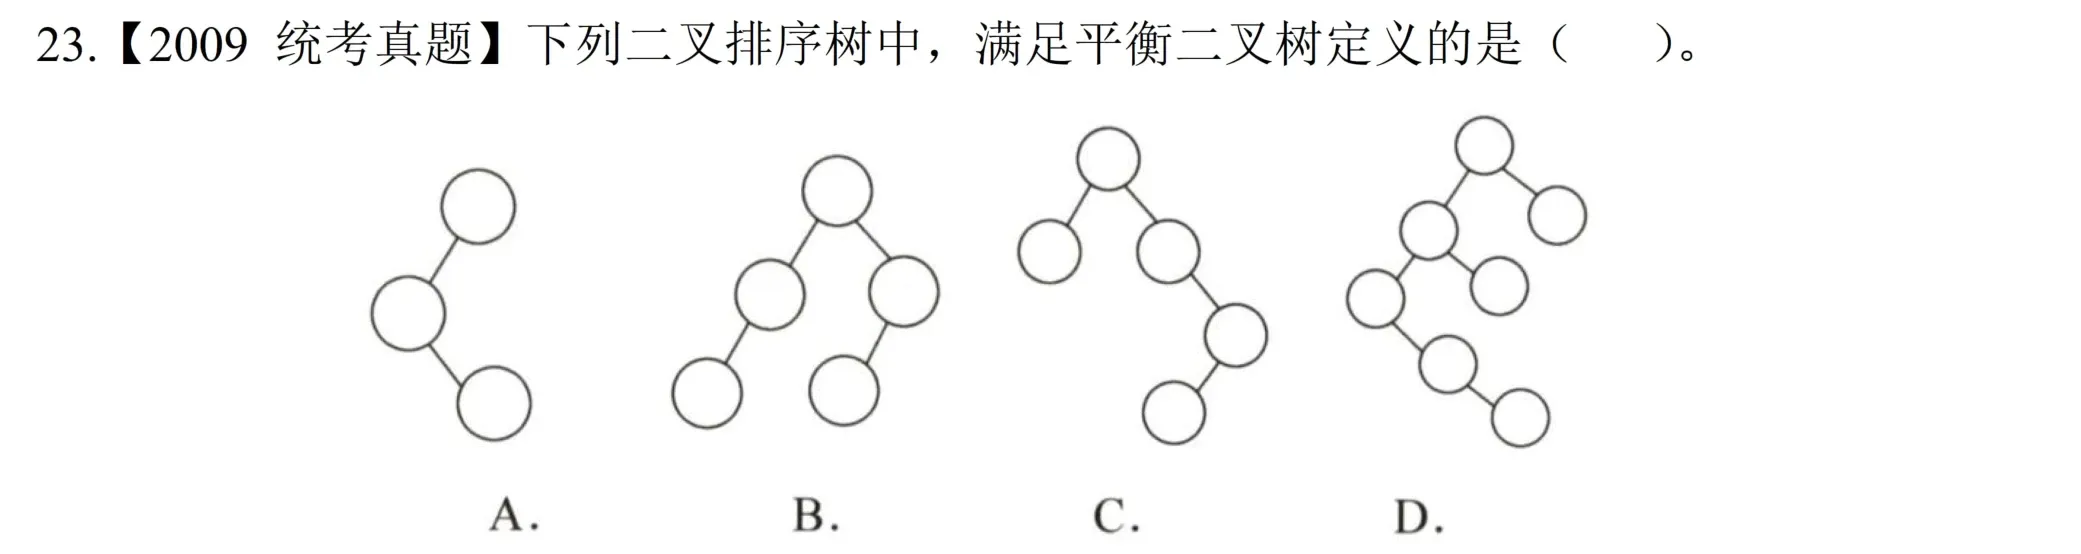 23.【2009 统考真题】下列二叉排序树中，满足平衡二叉树定义的是（  ）。
A. B. C. D.